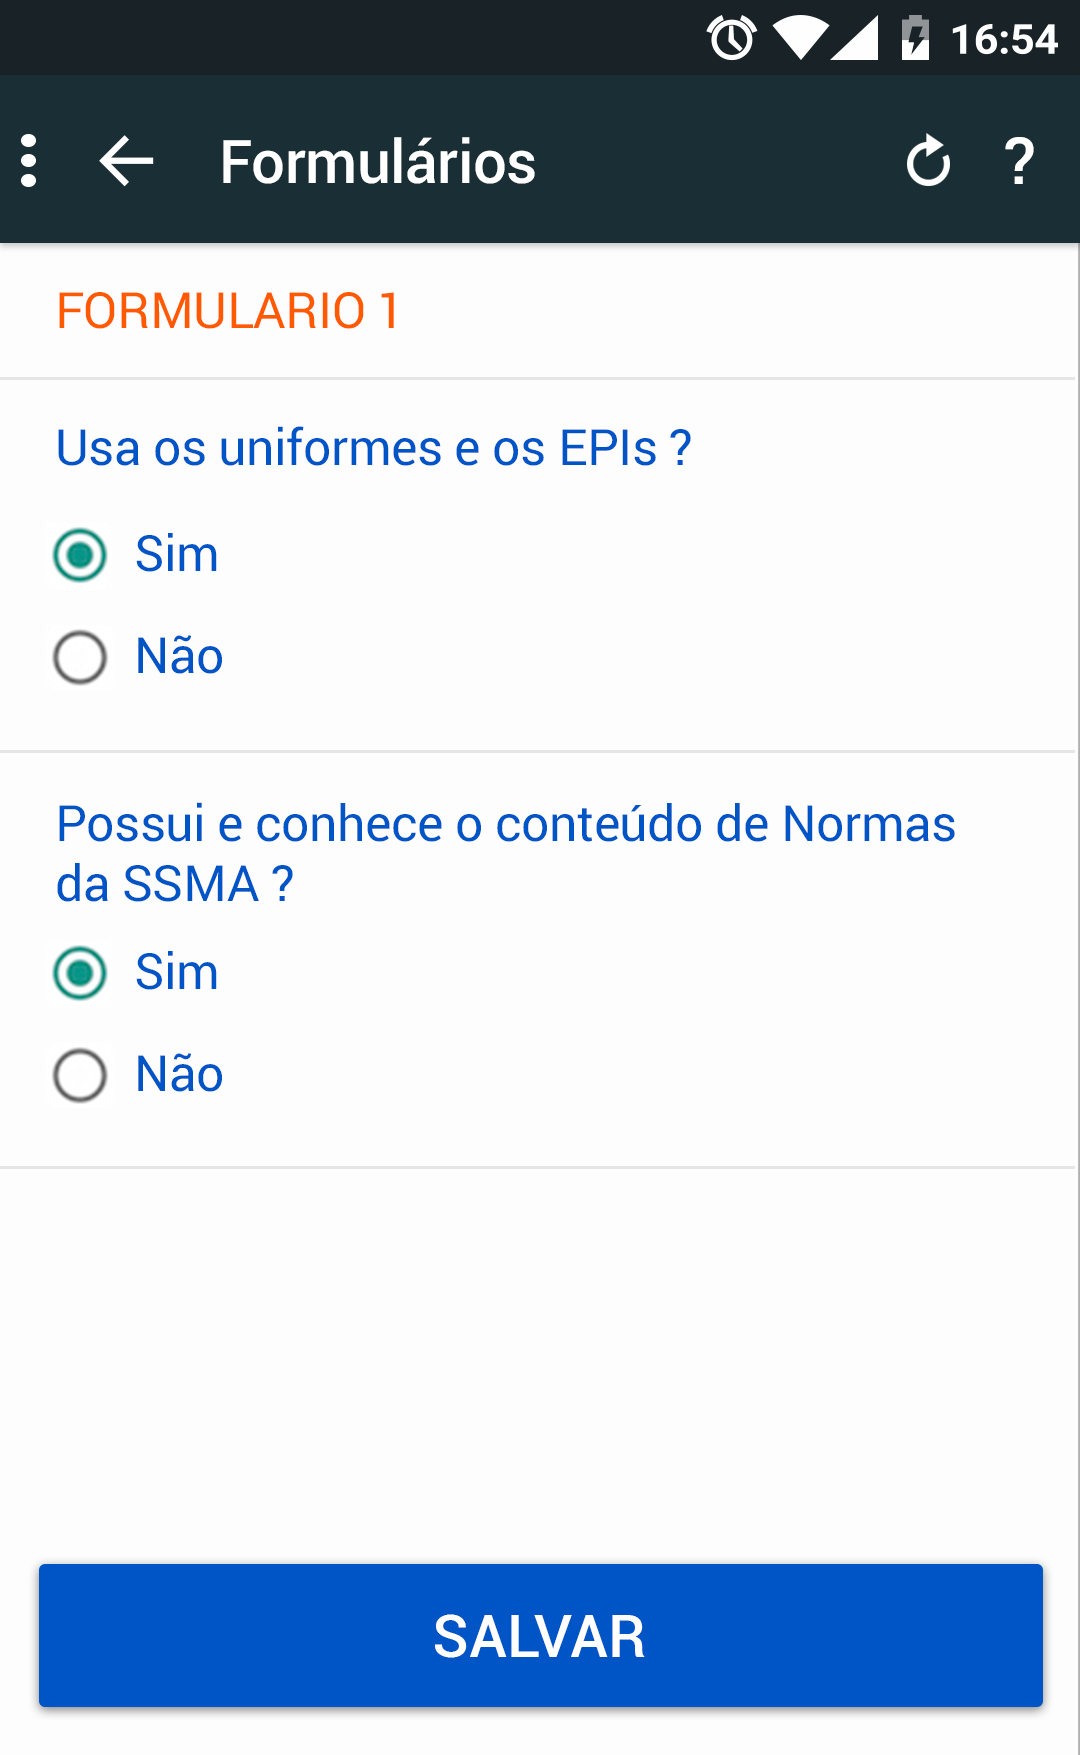 16:54
Formulários ?
FORMULARIO 1
Usa os uniformes e os EPIs ?
Sim
Não
Possui e conhece o conteúdo de Normas
da SSMA ?
Sim
Não
SALVAR